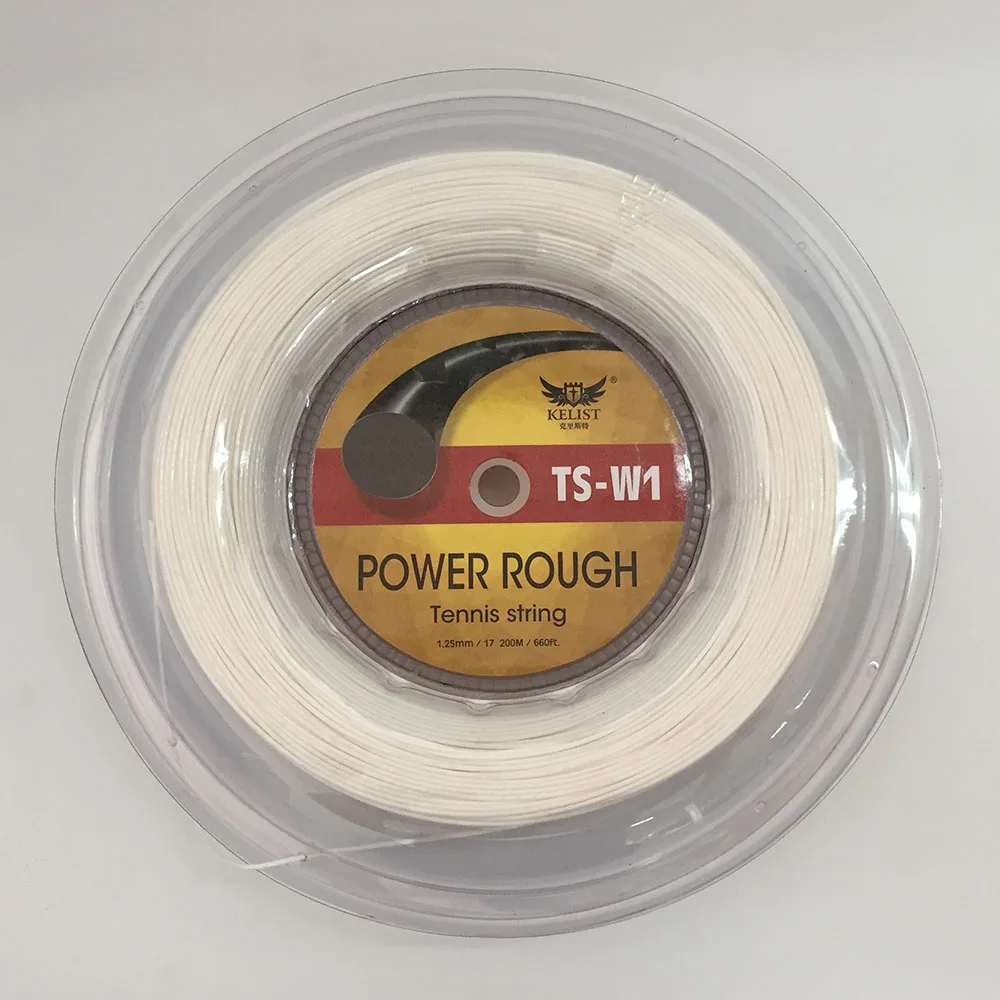 ®
KELIST
克里斯特
TS-W1
POWER ROUGH
Tennis string
1.25mm / 17 200M / 660ft.